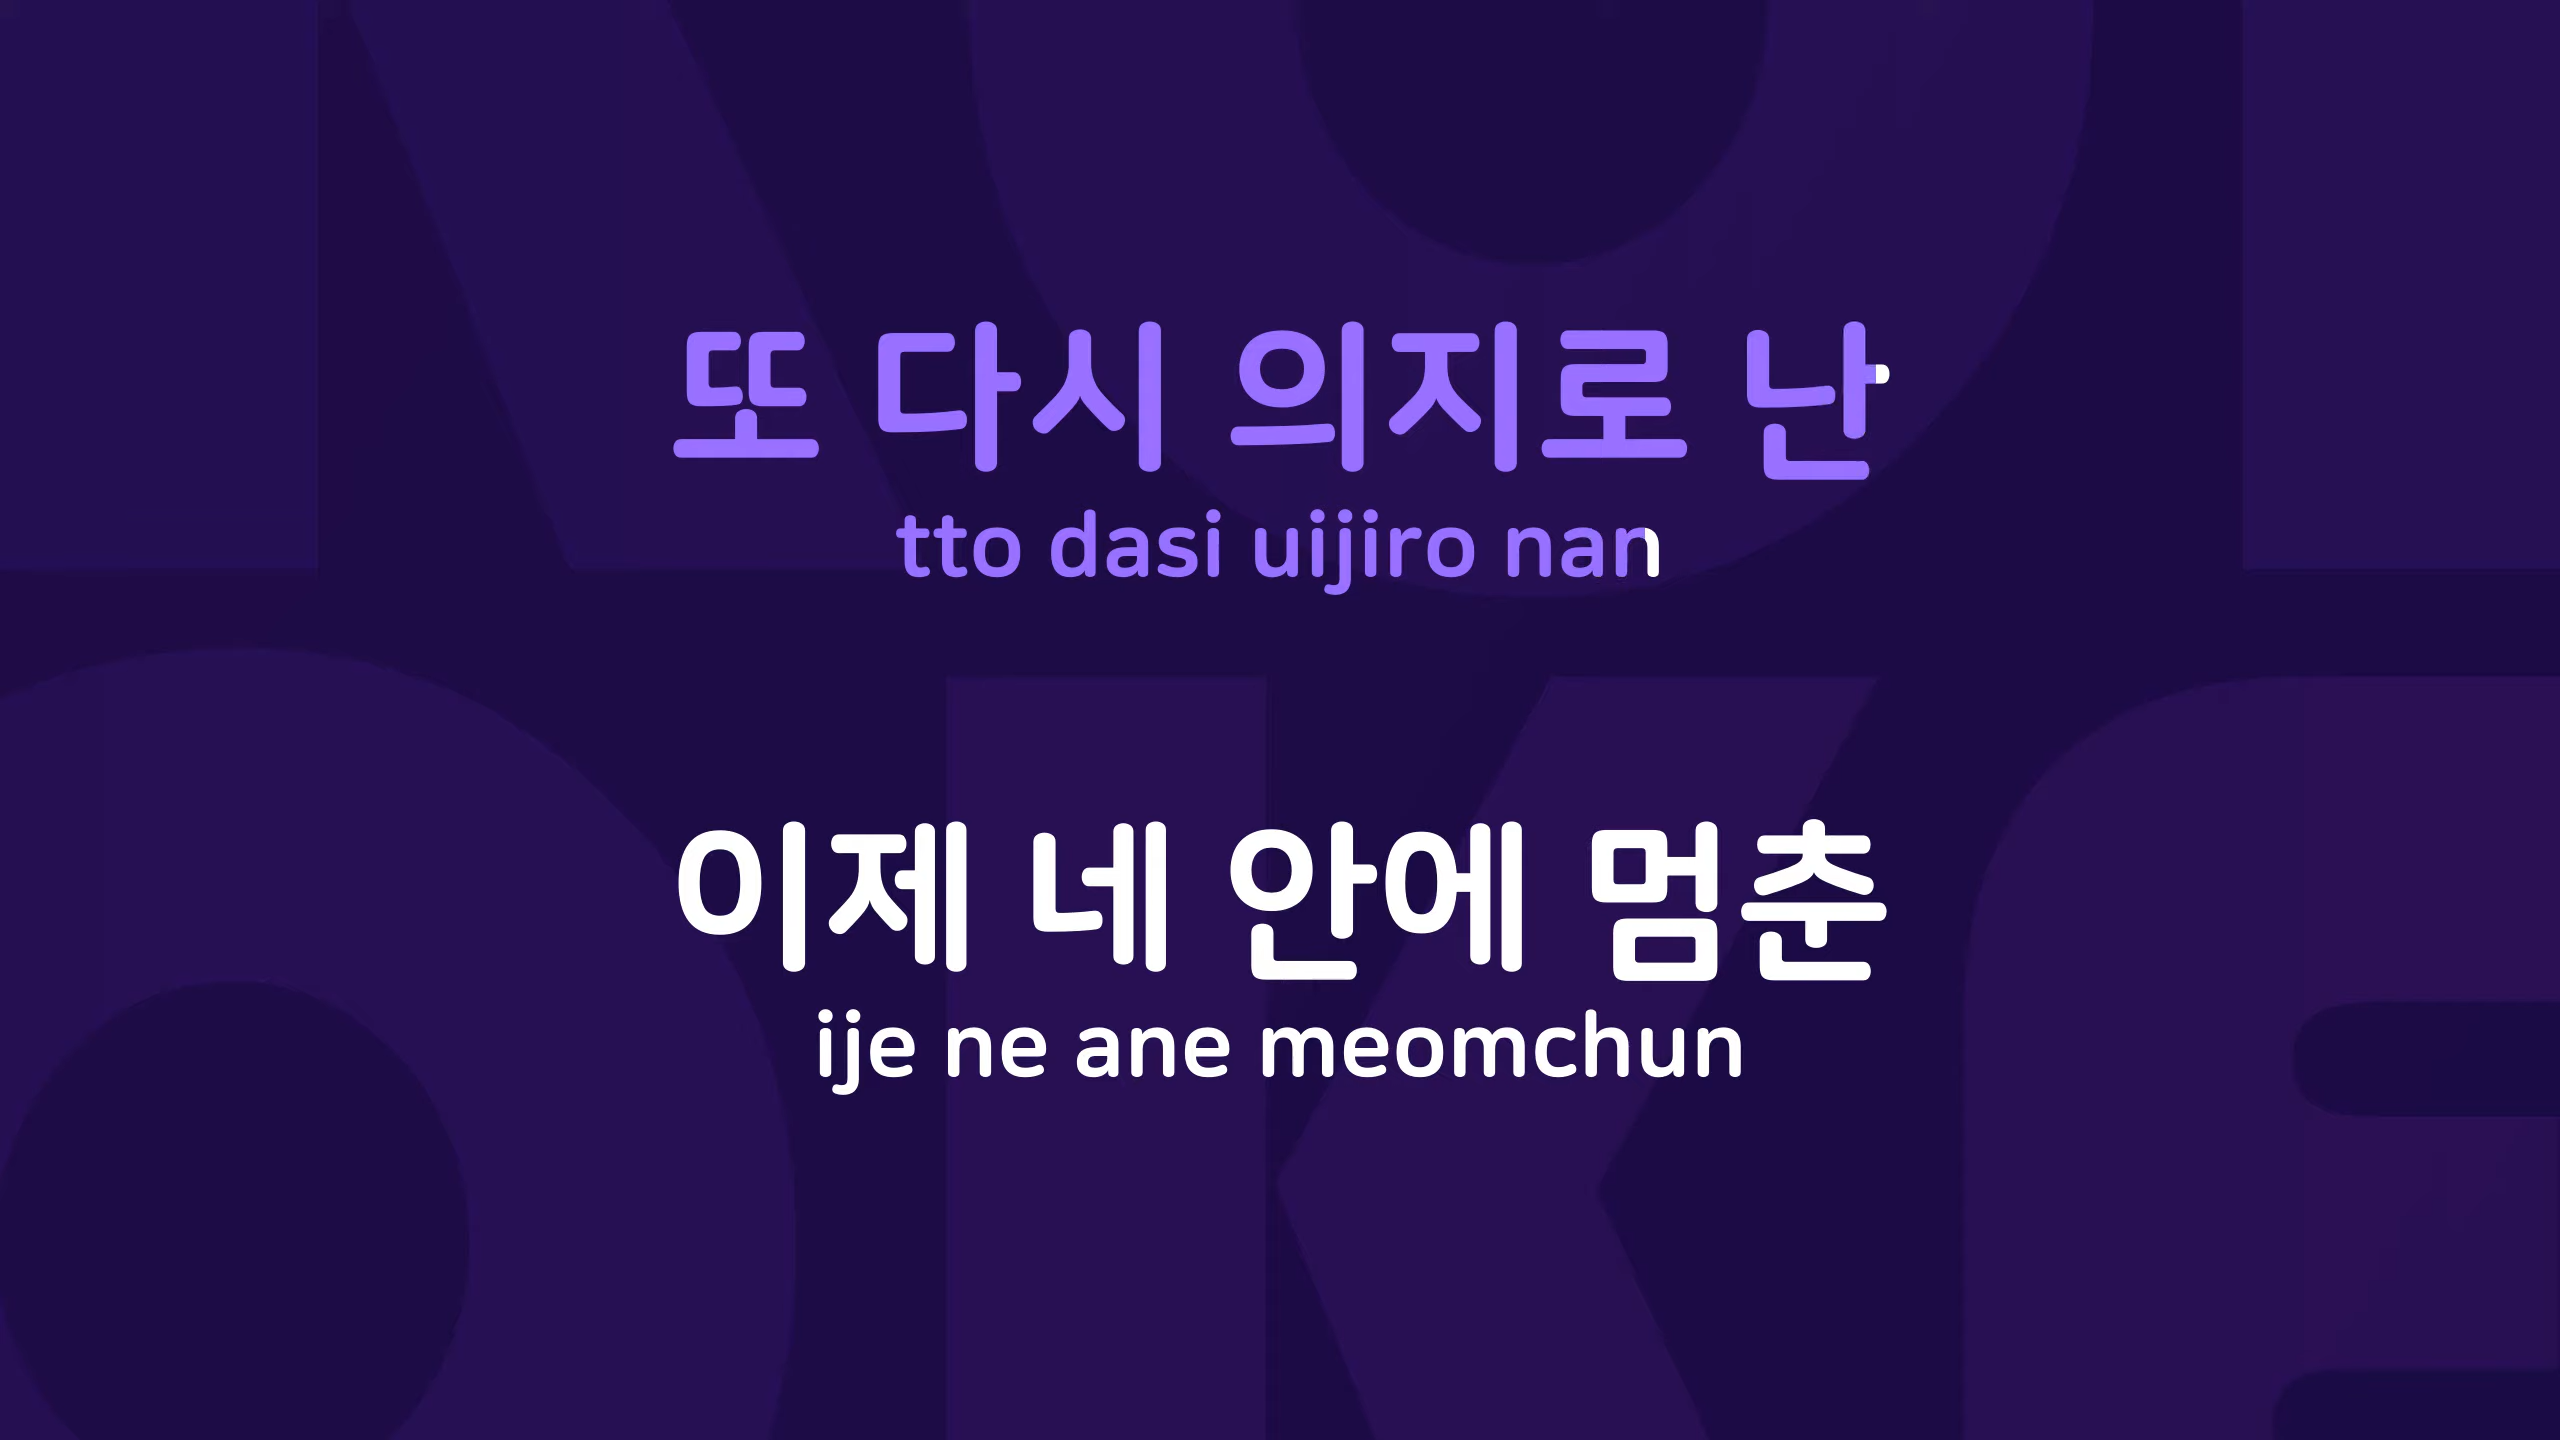 또 다시 의지로 난
tto dasi uijiro nan
이제 네 안에 멈춘
ije ne ane meomchun